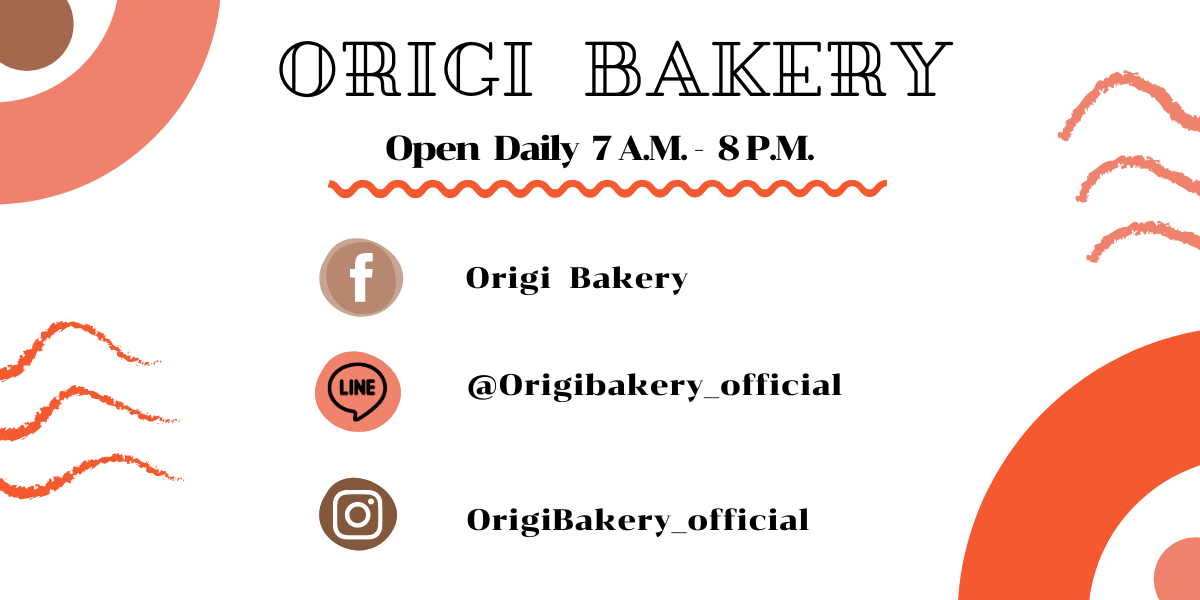 ORIGI BAKERY
Open Daily 7 A.M. - 8 P.M.
f Origi Bakery
LINE @Origibakery_official
OrigiBakery_official